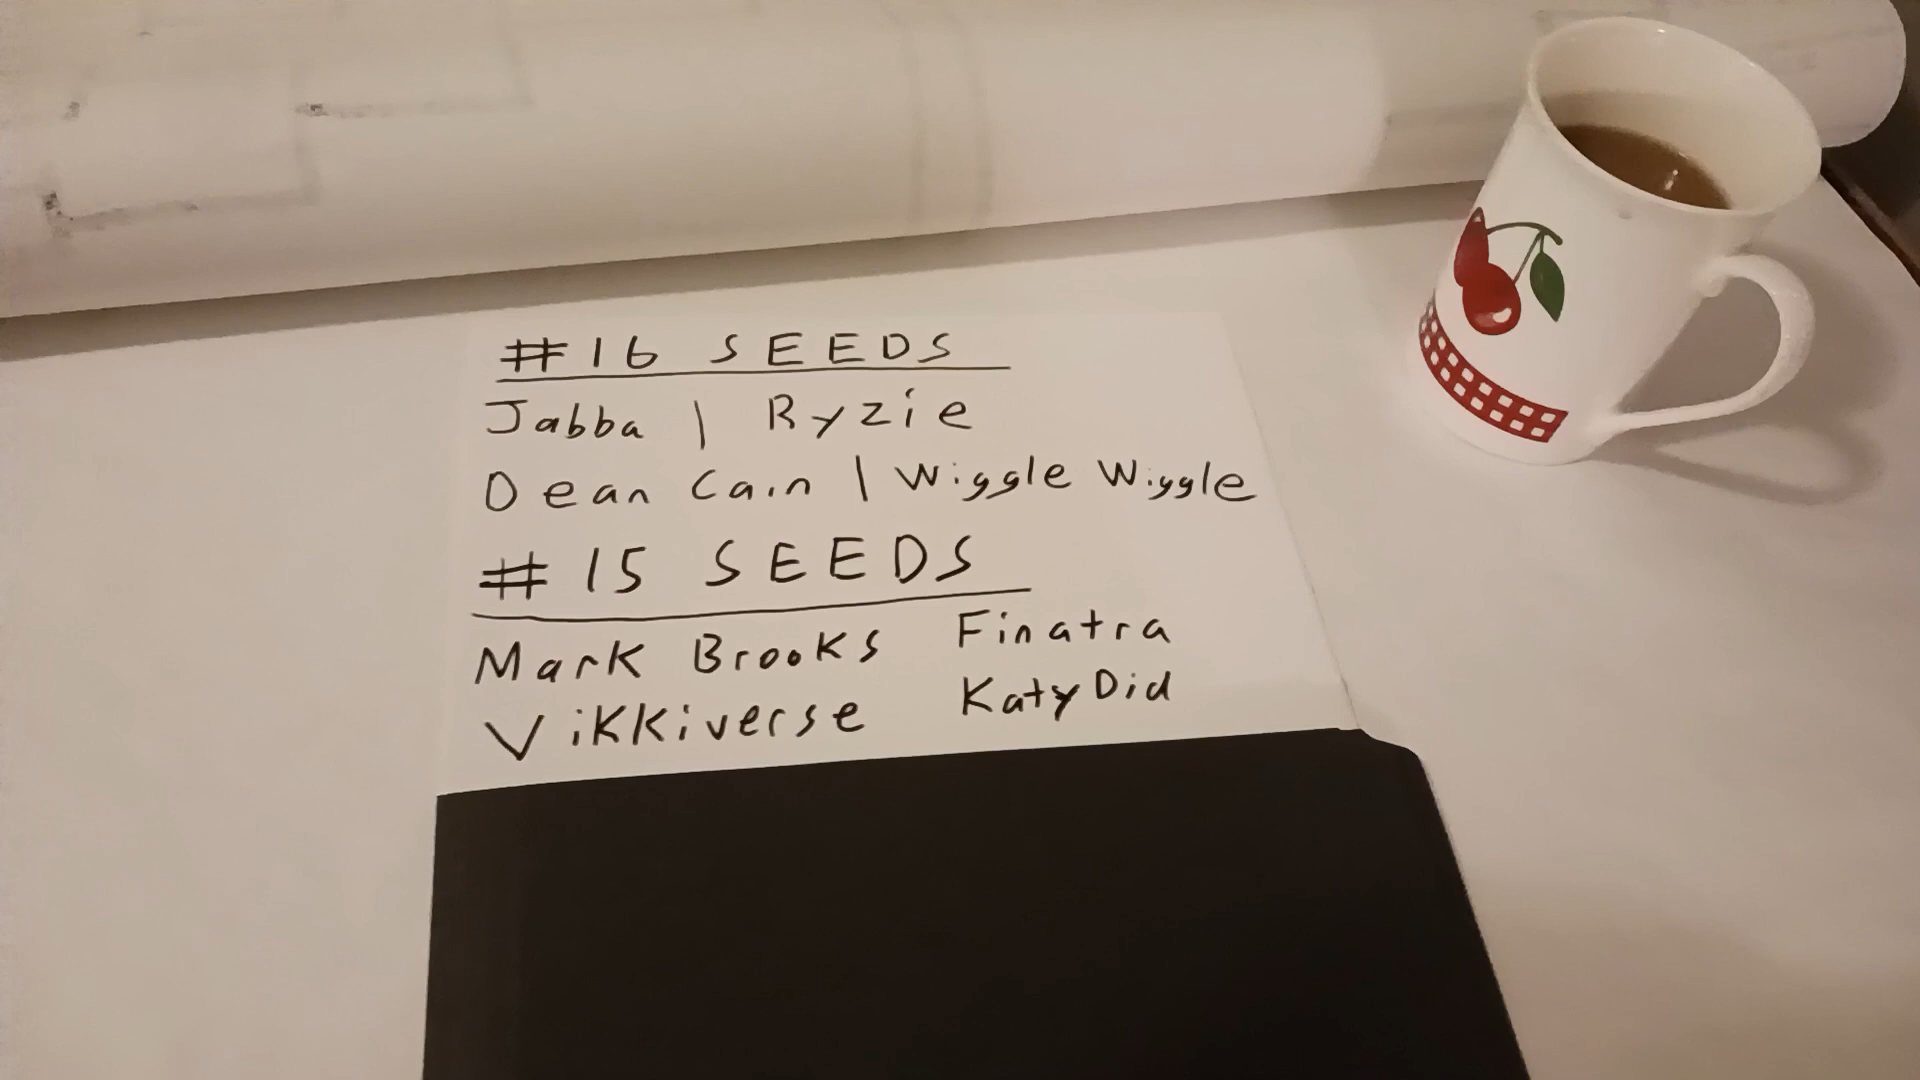 #16 SEEDS
Jabba | Ryzie
Dean Cain | Wiggle Wiggle
#15 SEEDS
Mark Brooks Finatra
Vikkiverse KatyDid